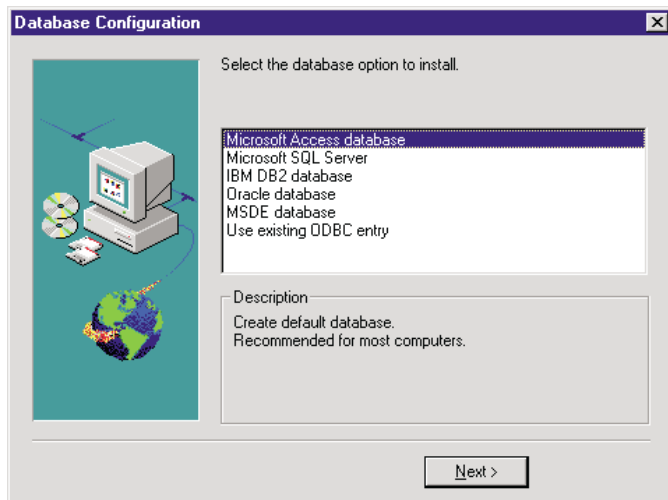 Database Configuration
Select the database option to install.
Microsoft Access database
Microsoft SQL Server
IBM DB2 database
Oracle database
MSDE database
Use existing ODBC entry
Description
Create default database.
Recommended for most computers.
Next >